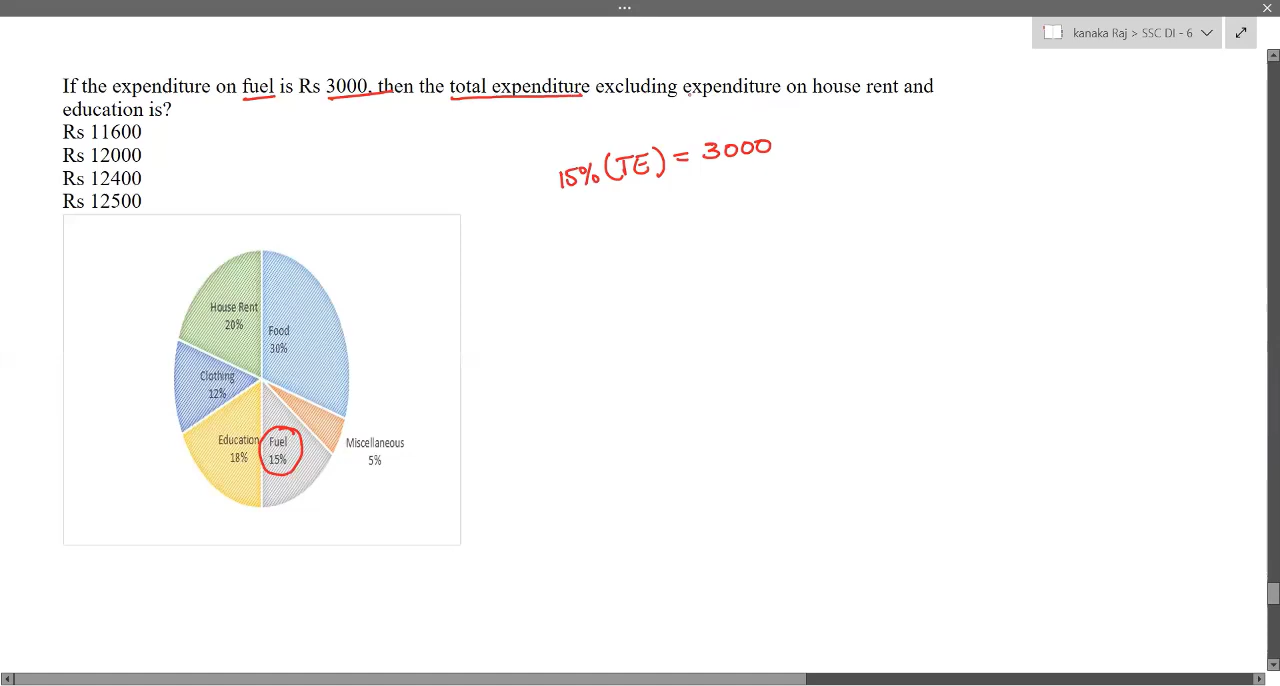 kanaka Raj > SSC DI - 6
If the expenditure on fuel is Rs 3000, then the total expenditure excluding expenditure on house rent and
education is?
Rs 11600
Rs 12000
Rs 12400
Rs 12500
15% (TE) = 3000
House Rent
20%
Food
30%
Clothing
12%
Education
18%
Fuel
15%
Miscellaneous
5%